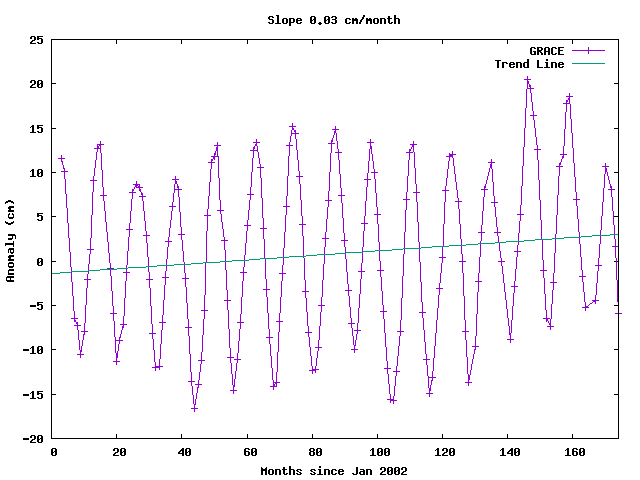 Slope 0.03 cm/month
25
20
15
10
5
0
-5
-10
-15
-20
Anomaly (cm)
GRACE
Trend Line
0 20 40 60 80 100 120 140 160
Months since Jan 2002